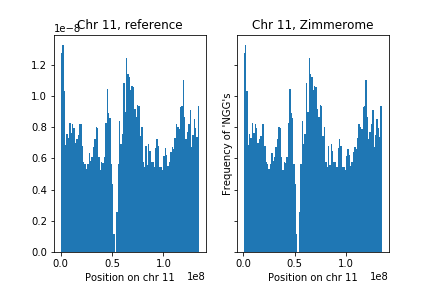 Chr 11, reference
1e-8
1.2
1.0
0.8
0.6
0.4
0.2
0.0
0.0
0.5
1.0
1e8
Position on chr 11
Chr 11, Zimmerome
Frequency of 'NGG's
0.0
0.5
1.0
1e8
Position on chr 11